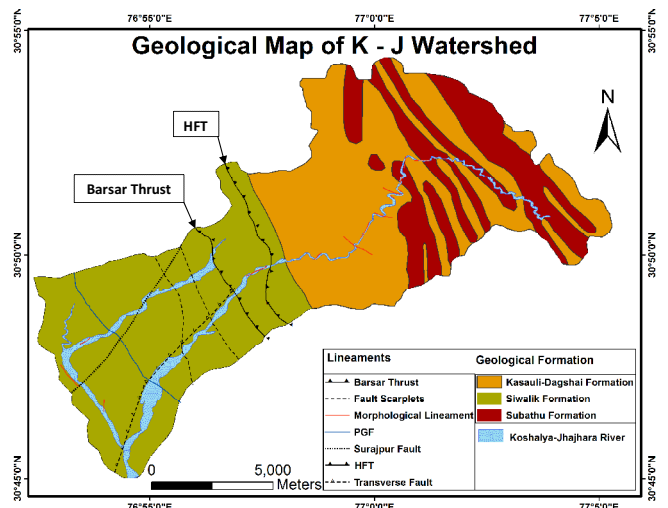 76°55'0"E 77°0'0"E 77°5'0"E
30°55'0"N 30°55'0"N
Geological Map of K - J Watershed
N
HFT
Barsar Thrust
30°50'0"N 30°50'0"N
Lineaments
Barsar Thrust
Fault Scarplets
Morphological Lineament
PGF
Surajpur Fault
HFT
Transverse Fault
Geological Formation
Kasauli-Dagshai Formation
Siwalik Formation
Subathu Formation
Koshalya-Jhajhara River
0 5,000
Meters
30°45'0"N 30°45'0"N
76°55'0"E 77°0'0"E 77°5'0"E